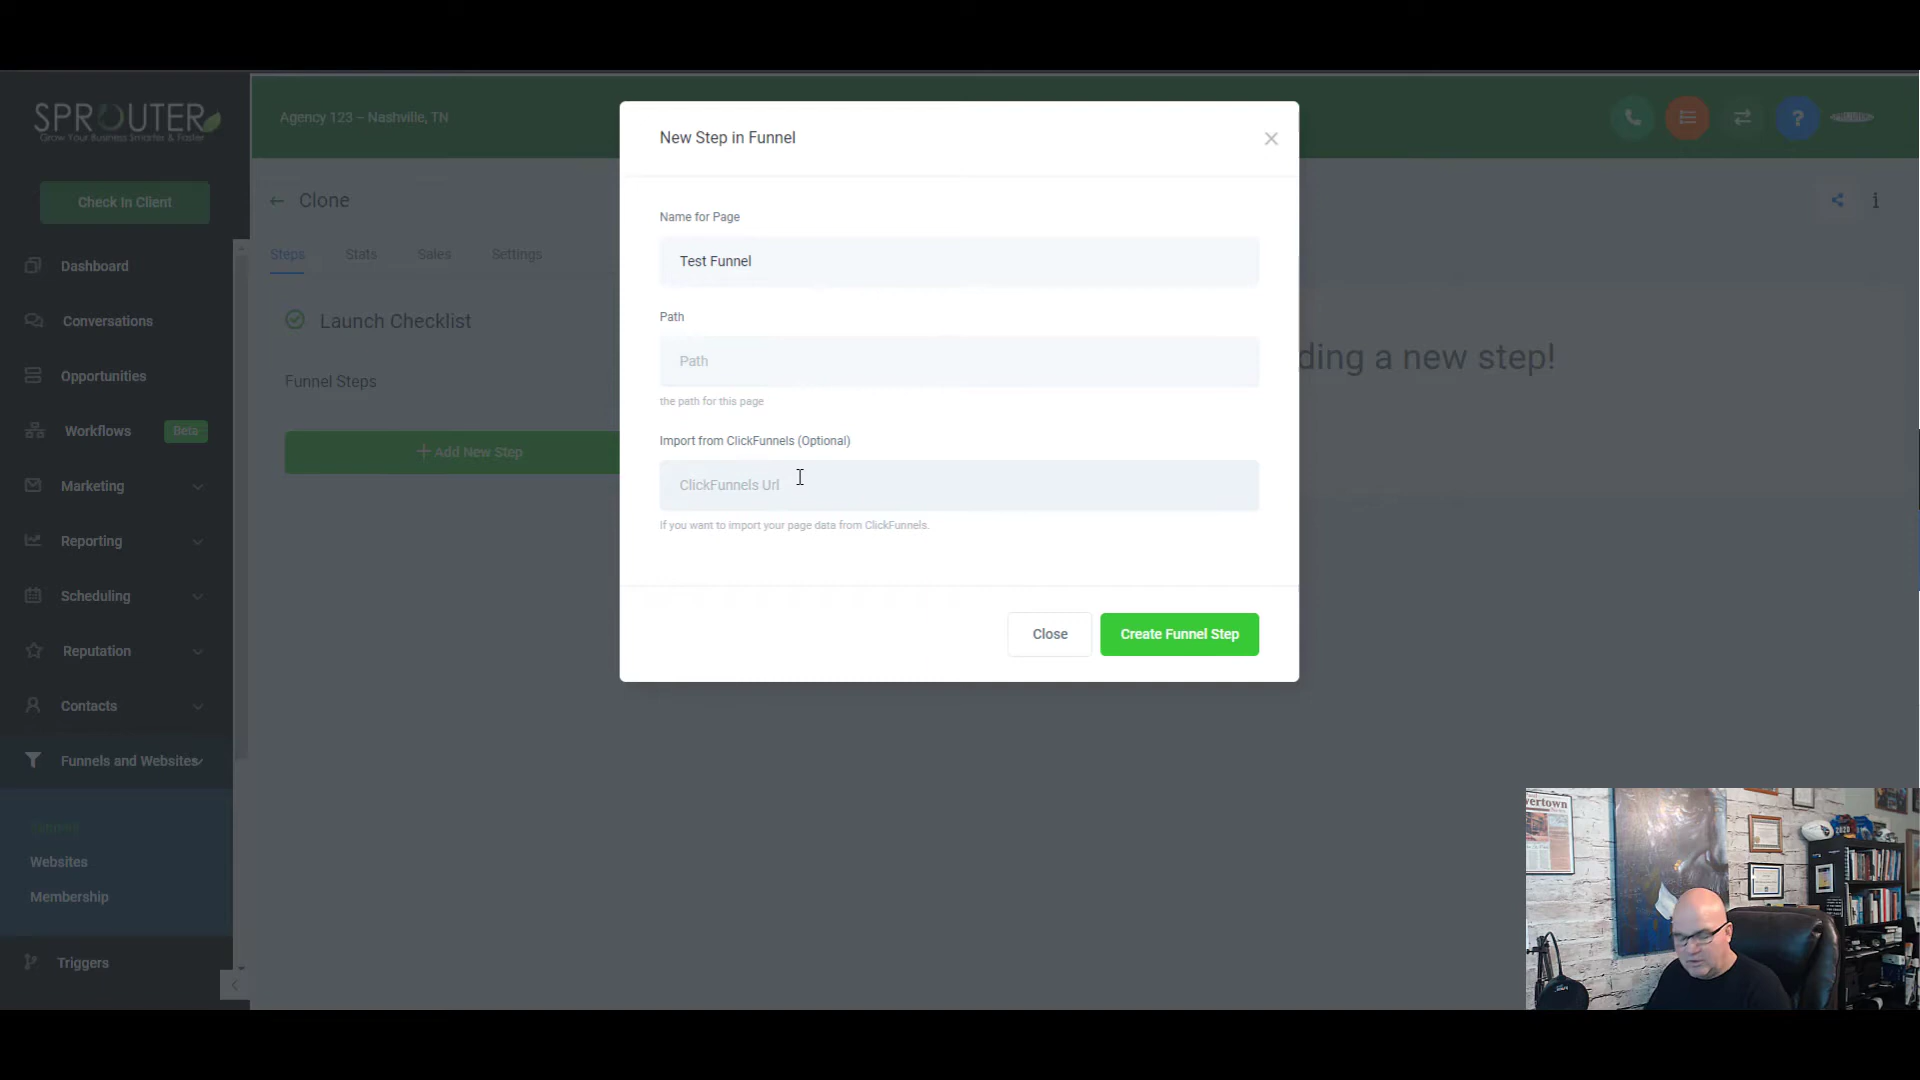 SPROUTER
Grow Your Business Smarter & Faster
Agency 123 – Nashville, TN
Check In Client
Dashboard
Conversations
Opportunities
Workflows
Beta
Marketing
Reporting
Scheduling
Reputation
Contacts
Funnels and Websites
Websites
Membership
Triggers
Clone
Steps
Stats
Sales
Settings
Launch Checklist
Funnel Steps
+ Add New Step
ding a new step!
New Step in Funnel
Name for Page
Test Funnel
Path
Path
the path for this page
Import from ClickFunnels (Optional)
ClickFunnels Url
If you want to import your page data from ClickFunnels.
Close
Create Funnel Step
vertown
2020